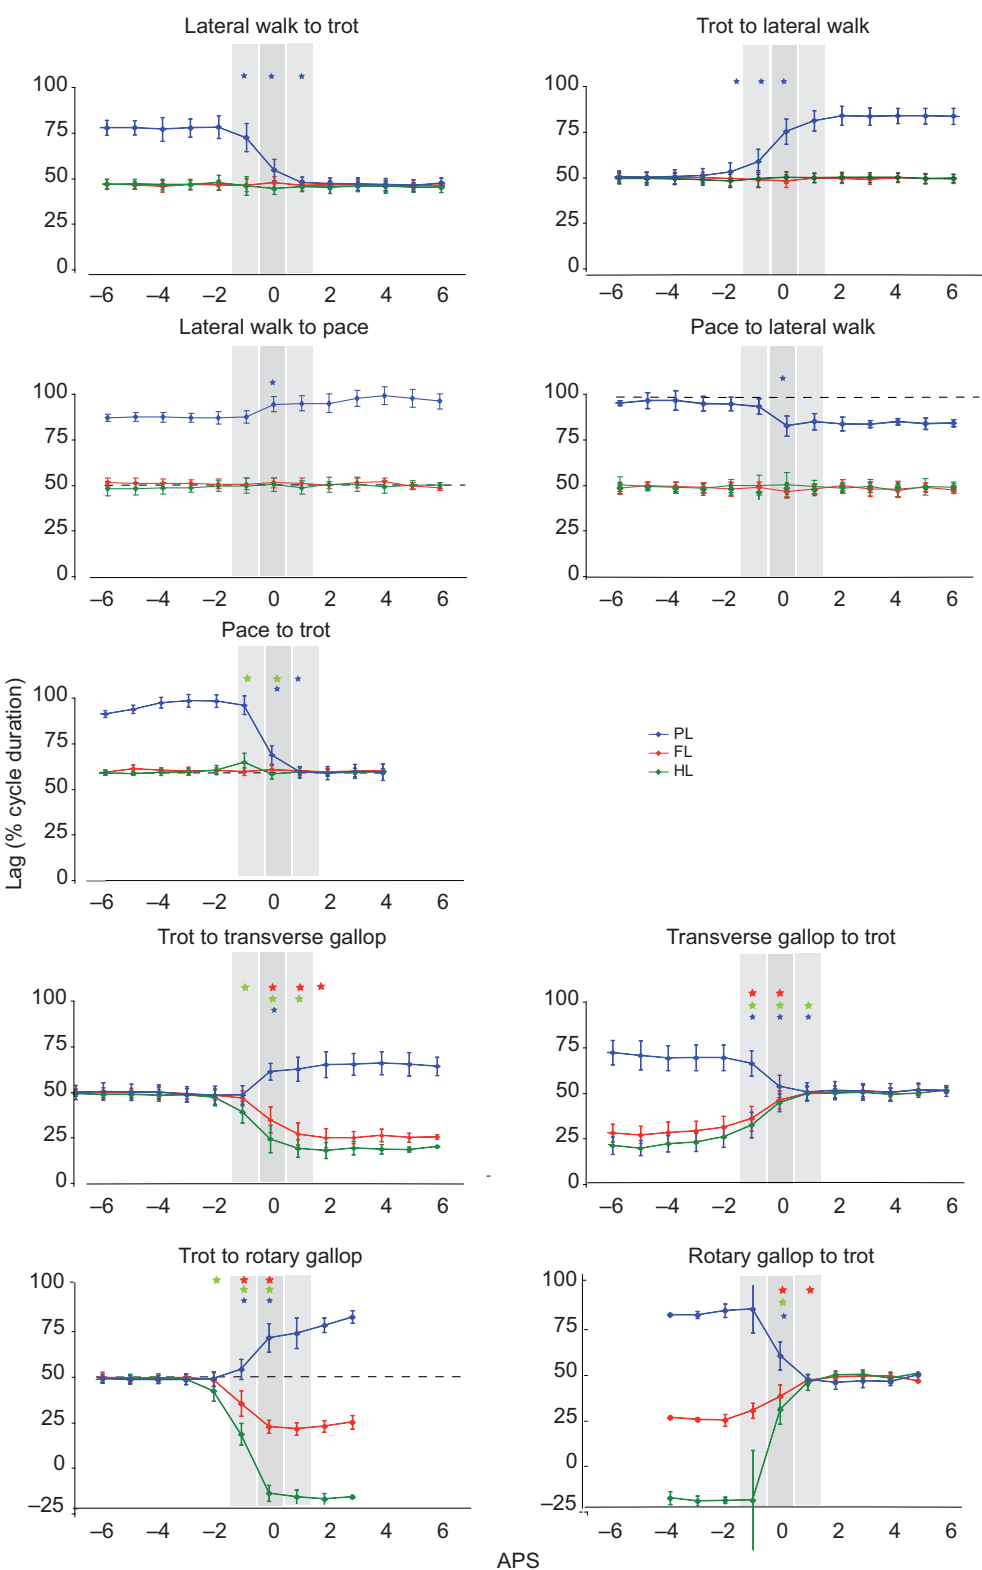 Lateral walk to trot
Trot to lateral walk
100
75
50
25
0
–6 –4 –2 0 2 4 6
100
75
50
25
0
–6 –4 –2 0 2 4 6
Lateral walk to pace
Pace to lateral walk
100
75
50
25
0
–6 –4 –2 0 2 4 6
100
75
50
25
0
–6 –4 –2 0 2 4 6
Pace to trot
100
75
50
25
0
–6 –4 –2 0 2 4 6
Lag (% cycle duration)
PL
FL
HL
Trot to transverse gallop
Transverse gallop to trot
100
75
50
25
0
–6 –4 –2 0 2 4 6
100
75
50
25
0
–6 –4 –2 0 2 4 6
Trot to rotary gallop
Rotary gallop to trot
100
75
50
25
0
–25
–6 –4 –2 0 2 4 6
100
75
50
25
0
–25
–6 –4 –2 0 2 4 6
APS